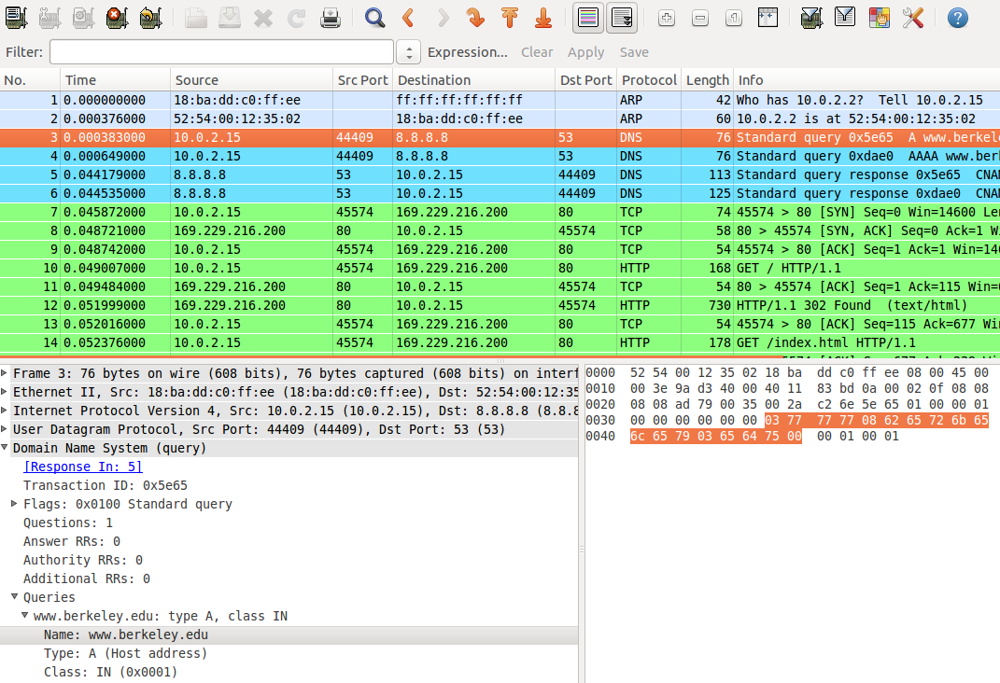 Filter: Expression... Clear Apply Save
No. Time Source Src Port Destination Dst Port Protocol Length Info
1 0.000000000 18:ba:dd:c0:ff:ee ff:ff:ff:ff:ff:ff ARP 42 Who has 10.0.2.2? Tell 10.0.2.15
2 0.000376000 52:54:00:12:35:02 18:ba:dd:c0:ff:ee ARP 60 10.0.2.2 is at 52:54:00:12:35:02
3 0.000383000 10.0.2.15 44409 8.8.8.8 53 DNS 76 Standard query 0x5e65 A www.berkel
4 0.000649000 10.0.2.15 44409 8.8.8.8 53 DNS 76 Standard query 0xdae0 AAAA www.ber
5 0.044179000 8.8.8.8 53 10.0.2.15 44409 DNS 113 Standard query response 0x5e65 CNA
6 0.044535000 8.8.8.8 53 10.0.2.15 44409 DNS 125 Standard query response 0xdae0 CNA
7 0.045872000 10.0.2.15 45574 169.229.216.200 80 TCP 74 45574 > 80 [SYN] Seq=0 Win=14600 Len
8 0.048721000 169.229.216.200 80 10.0.2.15 45574 TCP 58 80 > 45574 [SYN, ACK] Seq=0 Ack=1 W
9 0.048742000 10.0.2.15 45574 169.229.216.200 80 TCP 54 45574 > 80 [ACK] Seq=1 Ack=1 Win=146
10 0.049007000 10.0.2.15 45574 169.229.216.200 80 HTTP 168 GET / HTTP/1.1
11 0.049484000 169.229.216.200 80 10.0.2.15 45574 TCP 54 80 > 45574 [ACK] Seq=1 Ack=115 Win=
12 0.051999000 169.229.216.200 80 10.0.2.15 45574 HTTP 730 HTTP/1.1 302 Found (text/html)
13 0.052016000 10.0.2.15 45574 169.229.216.200 80 TCP 54 45574 > 80 [ACK] Seq=115 Ack=677 Wi
14 0.052376000 10.0.2.15 45574 169.229.216.200 80 HTTP 178 GET /index.html HTTP/1.1
Frame 3: 76 bytes on wire (608 bits), 76 bytes captured (608 bits) on interf
Ethernet II, Src: 18:ba:dd:c0:ff:ee (18:ba:dd:c0:ff:ee), Dst: 52:54:00:12:35
Internet Protocol Version 4, Src: 10.0.2.15 (10.0.2.15), Dst: 8.8.8.8 (8.8.8
User Datagram Protocol, Src Port: 44409 (44409), Dst Port: 53 (53)
Domain Name System (query)
[Response In: 5]
Transaction ID: 0x5e65
Flags: 0x0100 Standard query
Questions: 1
Answer RRs: 0
Authority RRs: 0
Additional RRs: 0
Queries
www.berkeley.edu: type A, class IN
Name: www.berkeley.edu
Type: A (Host address)
Class: IN (0x0001)
0000 52 54 00 12 35 02 18 ba dd c0 ff ee 08 00 45 00
0010 00 3e 9a d3 40 00 40 11 83 bd 0a 00 02 0f 08 08
0020 08 08 ad 79 00 35 00 2a c2 6e 5e 65 01 00 00 01
0030 00 00 00 00 00 00 03 77 77 77 08 62 65 72 6b 65
0040 6c 65 79 03 65 64 75 00 00 01 00 01